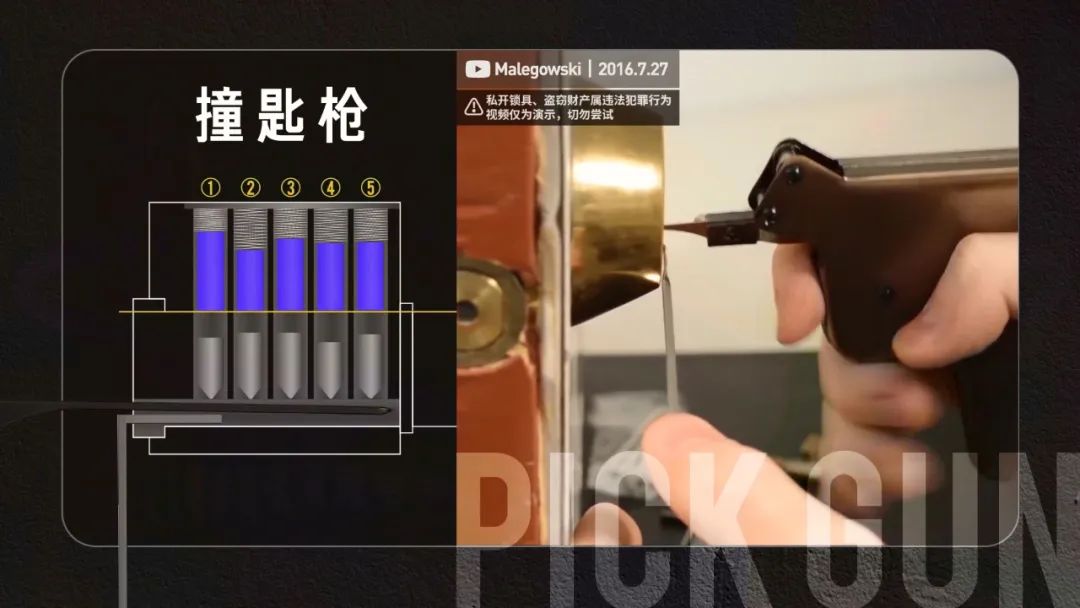 撞匙枪
① ② ③ ④ ⑤
Malegowski | 2016.7.27
私开锁具、盗窃财产属违法犯罪行为
视频仅为演示，切勿尝试
PICK GUN